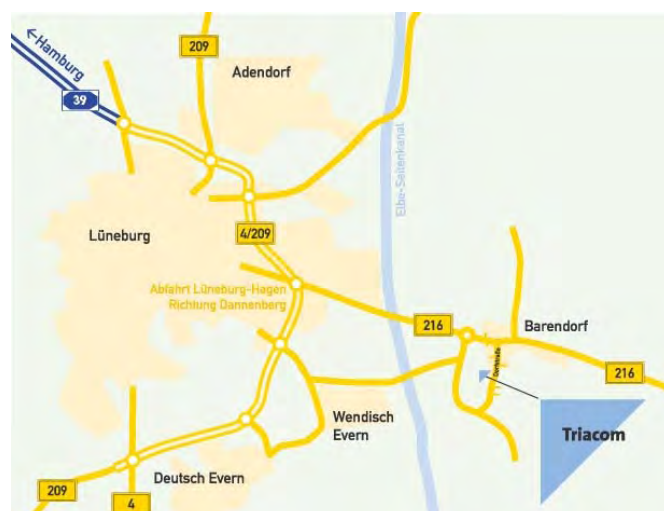 ←Hamburg
39
209
Adendorf
Elbe-Seitenkanal
Lüneburg
4/209
Abfahrt Lüneburg-Hagen
Richtung Dannenberg
216
Barendorf
216
Wendisch
Evern
Triacom
Deutsch Evern
209
4